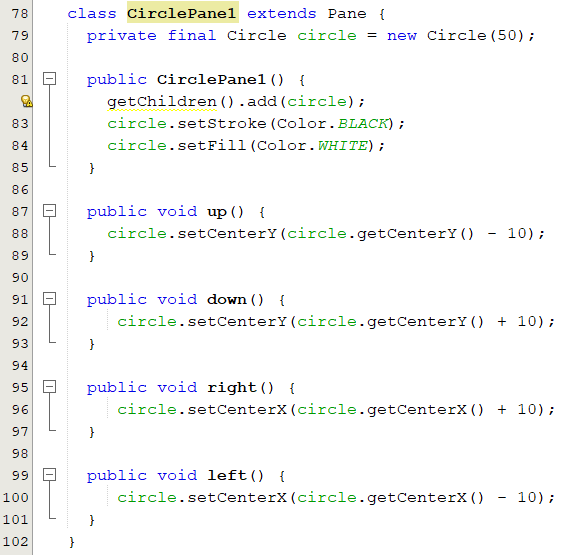 78 class CirclePane1 extends Pane {
79 private final Circle circle = new Circle(50);
80
81 public CirclePane1() {
getChildren().add(circle);
83 circle.setStroke(Color.BLACK);
84 circle.setFill(Color.WHITE);
85 }
86
87 public void up() {
88 circle.setCenterY(circle.getCenterY() - 10);
89 }
90
91 public void down() {
92 circle.setCenterY(circle.getCenterY() + 10);
93 }
94
95 public void right() {
96 circle.setCenterX(circle.getCenterX() + 10);
97 }
98
99 public void left() {
100 circle.setCenterX(circle.getCenterX() - 10);
101 }
102 }